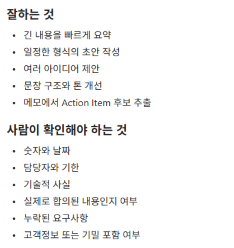 잘하는 것
• 긴 내용을 빠르게 요약
• 일정한 형식의 초안 작성
• 여러 아이디어 제안
• 문장 구조와 톤 개선
• 메모에서 Action Item 후보 추출
사람이 확인해야 하는 것
• 숫자와 날짜
• 담당자와 기한
• 기술적 사실
• 실제로 합의된 내용인지 여부
• 누락된 요구사항
• 고객정보 또는 기밀 포함 여부